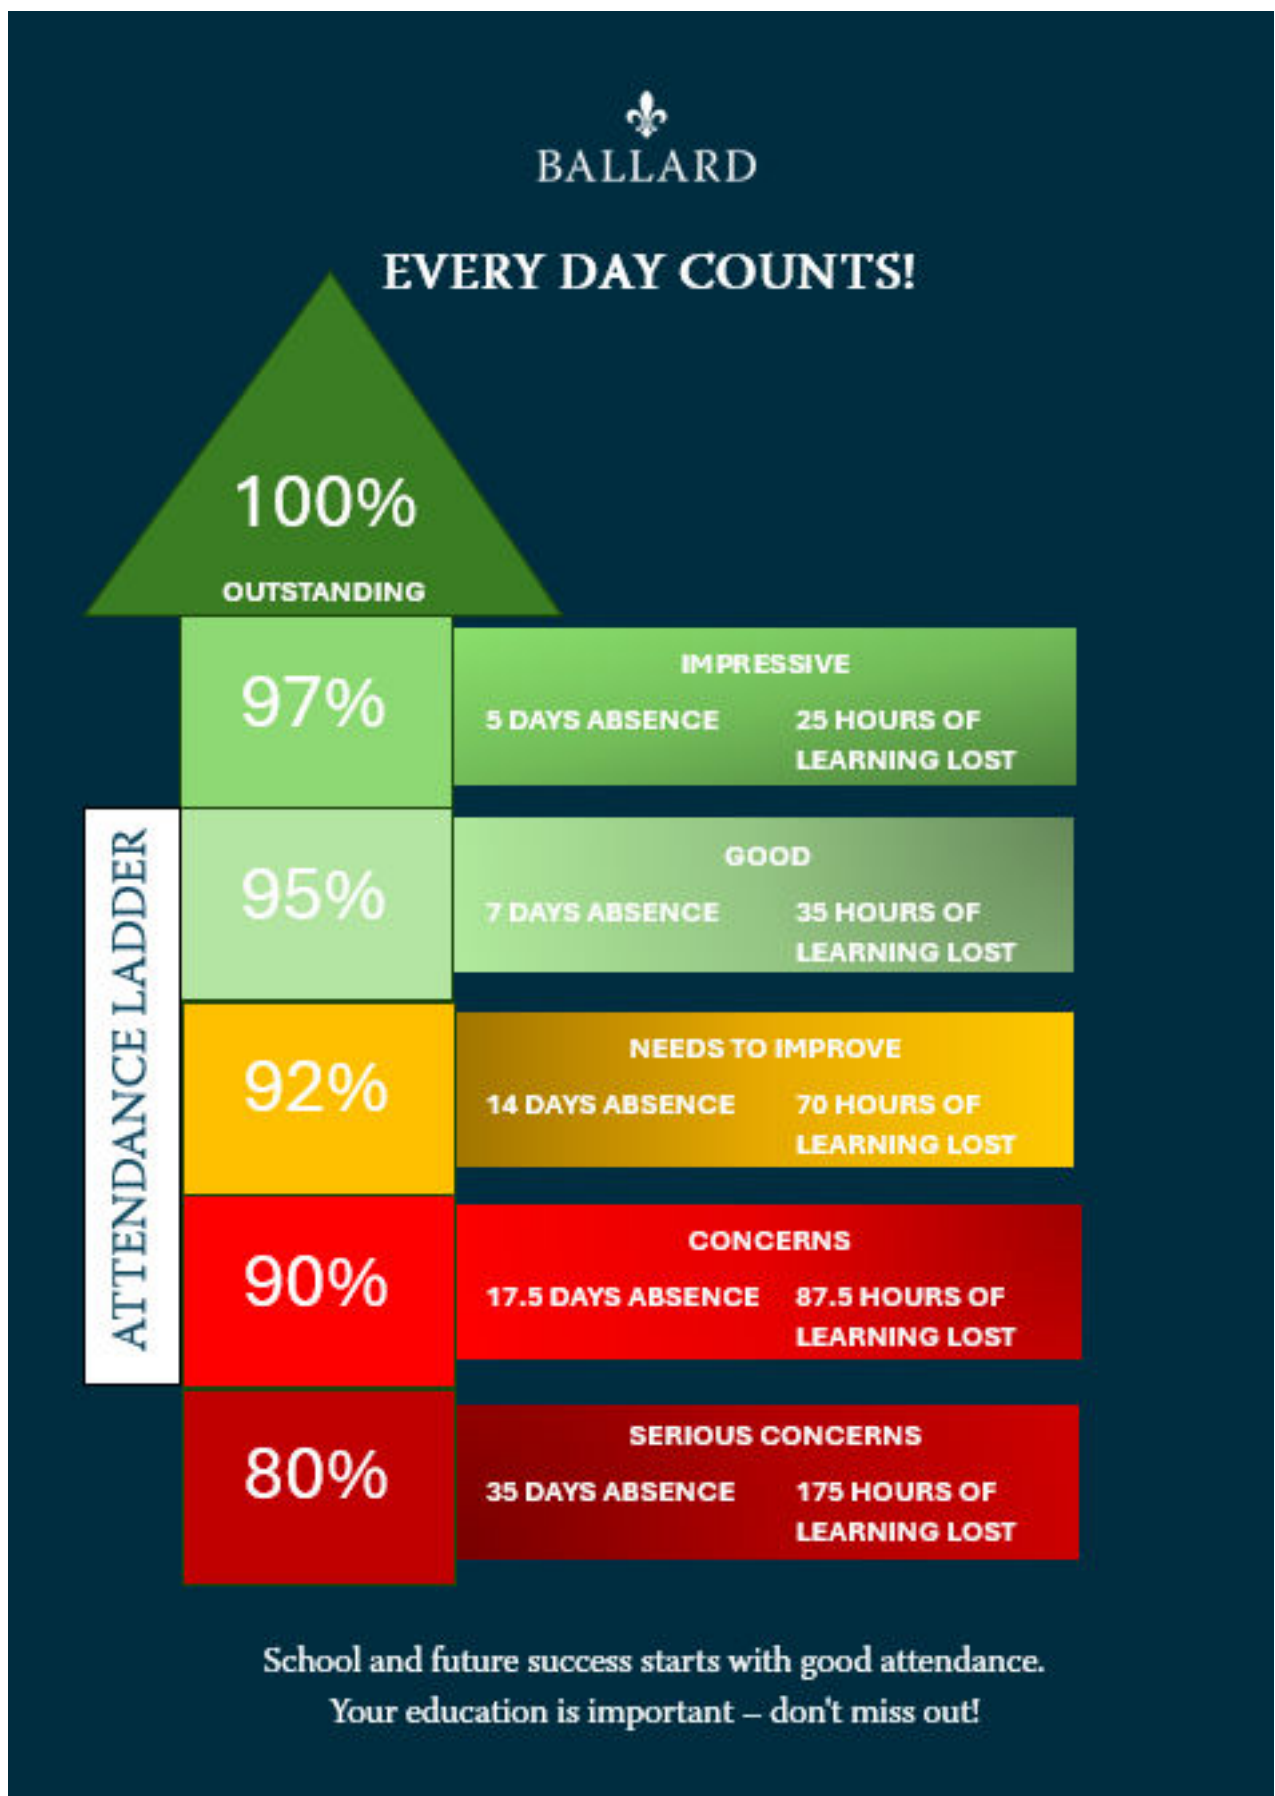 BALLARD
EVERY DAY COUNTS!
100%
OUTSTANDING
97%
IMPRESSIVE
5 DAYS ABSENCE
25 HOURS OF
LEARNING LOST
ATTENDANCE LADDER
95%
GOOD
7 DAYS ABSENCE
35 HOURS OF
LEARNING LOST
92%
NEEDS TO IMPROVE
14 DAYS ABSENCE
70 HOURS OF
LEARNING LOST
90%
CONCERNS
17.5 DAYS ABSENCE
87.5 HOURS OF
LEARNING LOST
80%
SERIOUS CONCERNS
35 DAYS ABSENCE
175 HOURS OF
LEARNING LOST
School and future success starts with good attendance.
Your education is important – don't miss out!